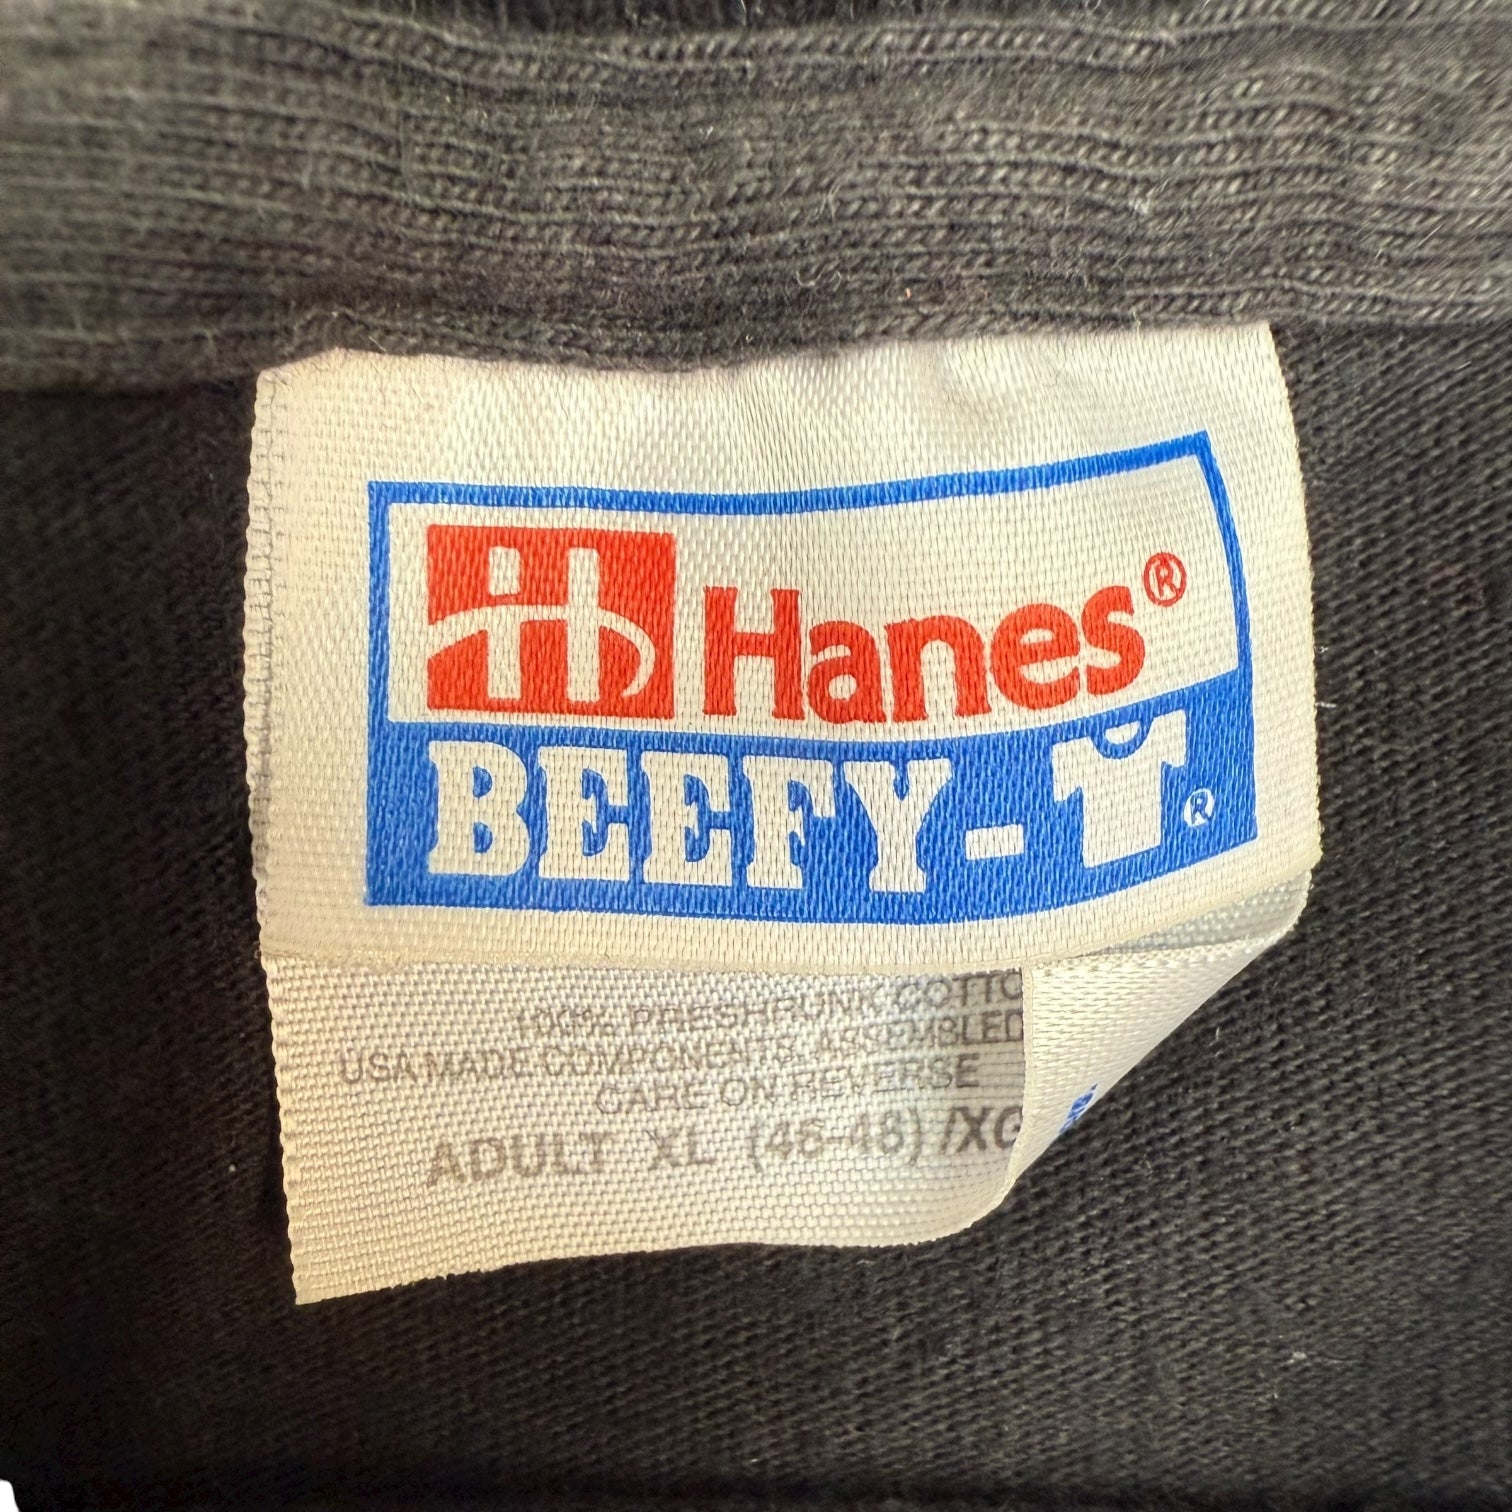 H Hanes®
BEEFY-T®
100% PRESHRUNK COTTO
USA MADE COMPONENTS, ASSEMBLED
CARE ON REVERSE
ADULT XL (46-48) /XG